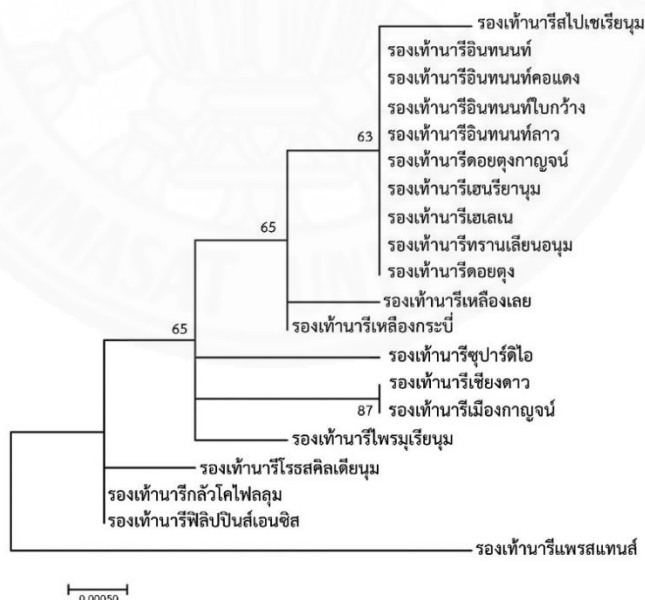 รองเท้านารีสไปเซเรียนุม
รองเท้านารีอินทนนท์
รองเท้านารีอินทนนท์คอแดง
รองเท้านารีอินทนนท์ใบกว้าง
63
รองเท้านารีอินทนนท์ลาว
รองเท้านารีดอยตุงกาญจน์
รองเท้านารีเฮนรียานุม
รองเท้านารีเฮเลเน
65
รองเท้านารีทรานเลียนอนุม
รองเท้านารีดอยตุง
รองเท้านารีเหลืองเลย
รองเท้านารีเหลืองกระบี่
65
รองเท้านารีซุปาร์ดิไอ
รองเท้านารีเชียงดาว
87
รองเท้านารีเมืองกาญจน์
รองเท้านารีไพรมุเรียนุม
รองเท้านารีโรธสคิลเดียนุม
รองเท้านารีกลัวโคไฟลลุม
รองเท้านารีฟิลิปปินส์เอนซิส
รองเท้านารีแพรสแทนส์
0.00050